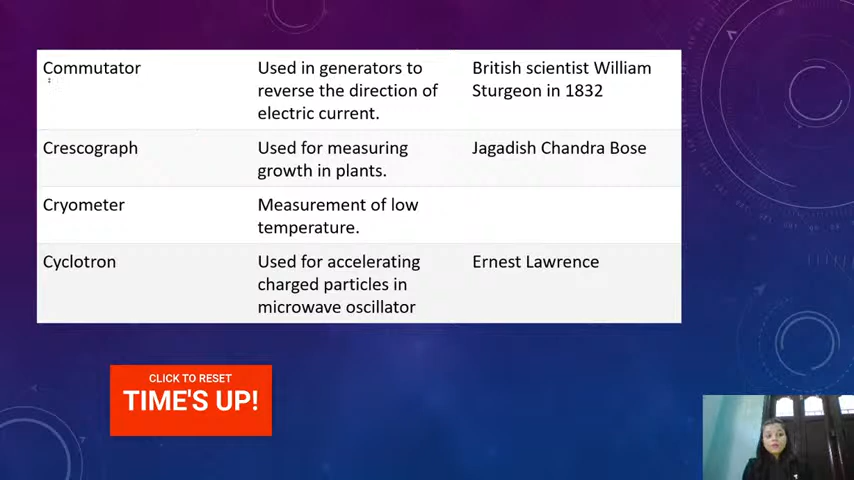 Commutator
Used in generators to
reverse the direction of
electric current.
British scientist William
Sturgeon in 1832
Crescograph
Used for measuring
growth in plants.
Jagadish Chandra Bose
Cryometer
Measurement of low
temperature.
Cyclotron
Used for accelerating
charged particles in
microwave oscillator
Ernest Lawrence
CLICK TO RESET
TIME'S UP!